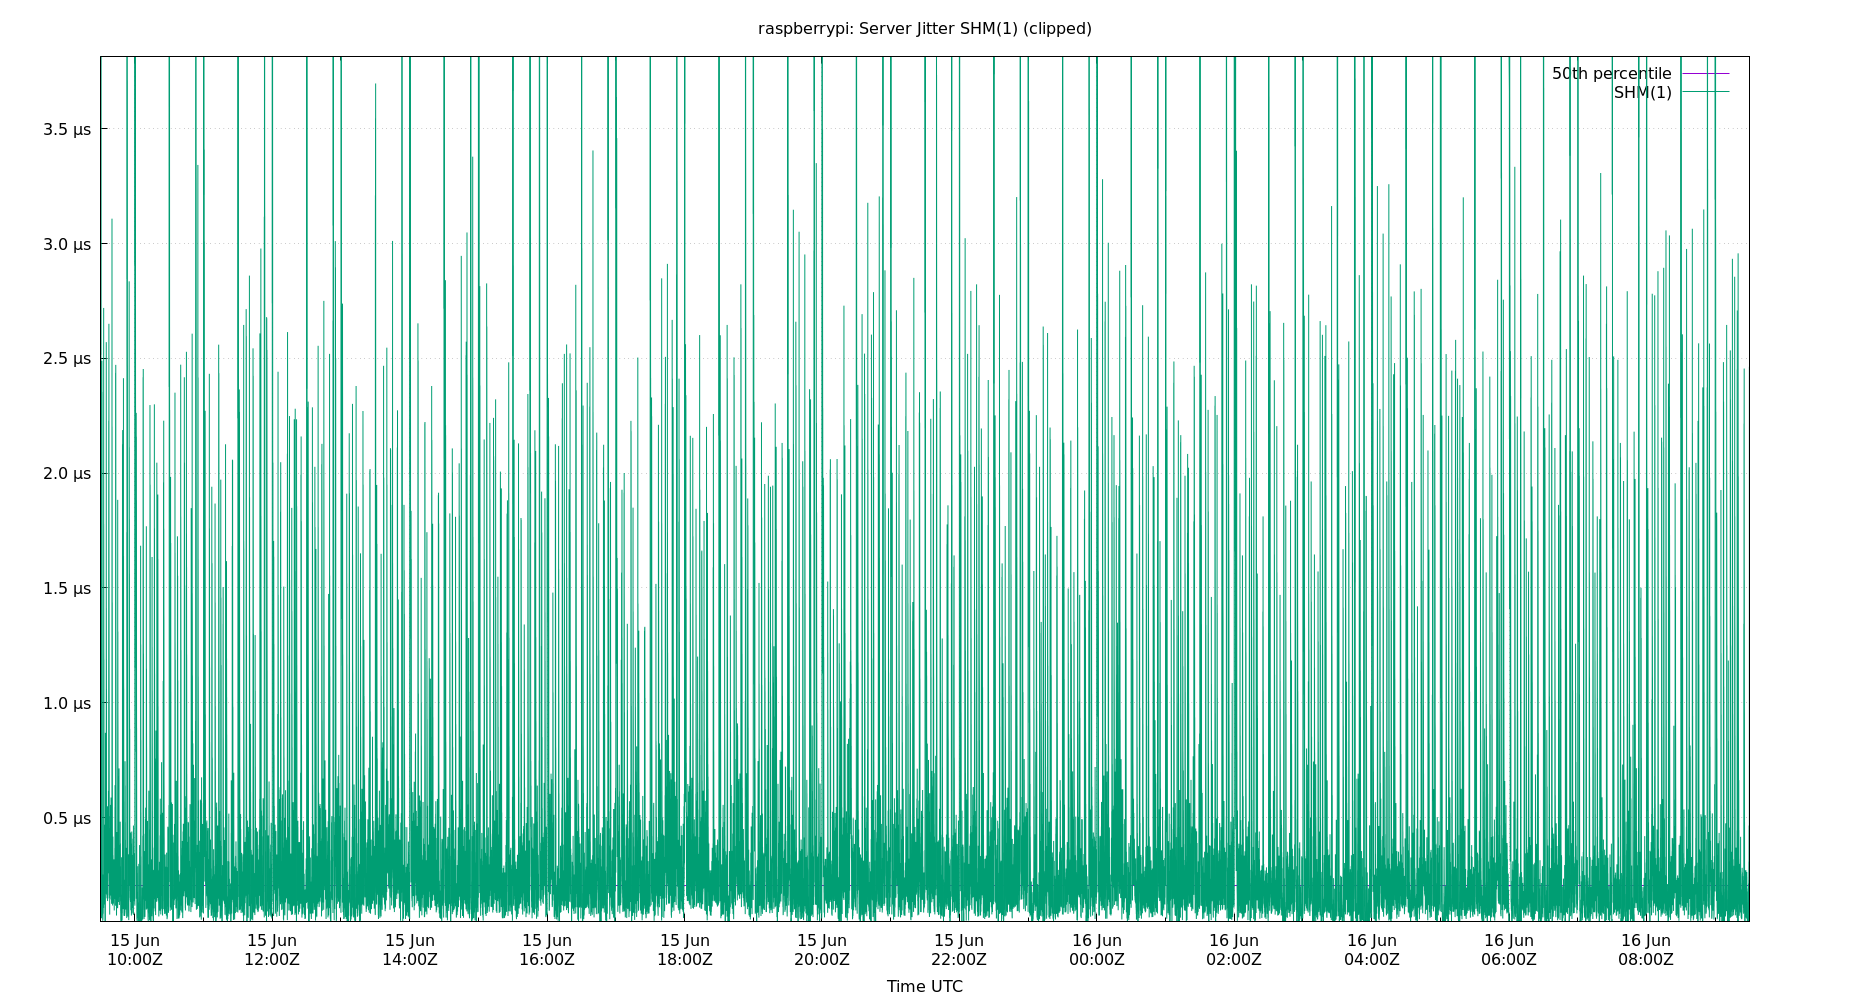 raspberrypi: Server Jitter SHM(1) (clipped)
50th percentile
SHM(1)
3.5 µs
3.0 µs
2.5 µs
2.0 µs
1.5 µs
1.0 µs
0.5 µs
15 Jun 15 Jun 15 Jun 15 Jun 15 Jun 15 Jun 15 Jun 16 Jun 16 Jun 16 Jun 16 Jun 16 Jun
10:00Z 12:00Z 14:00Z 16:00Z 18:00Z 20:00Z 22:00Z 00:00Z 02:00Z 04:00Z 06:00Z 08:00Z
Time UTC